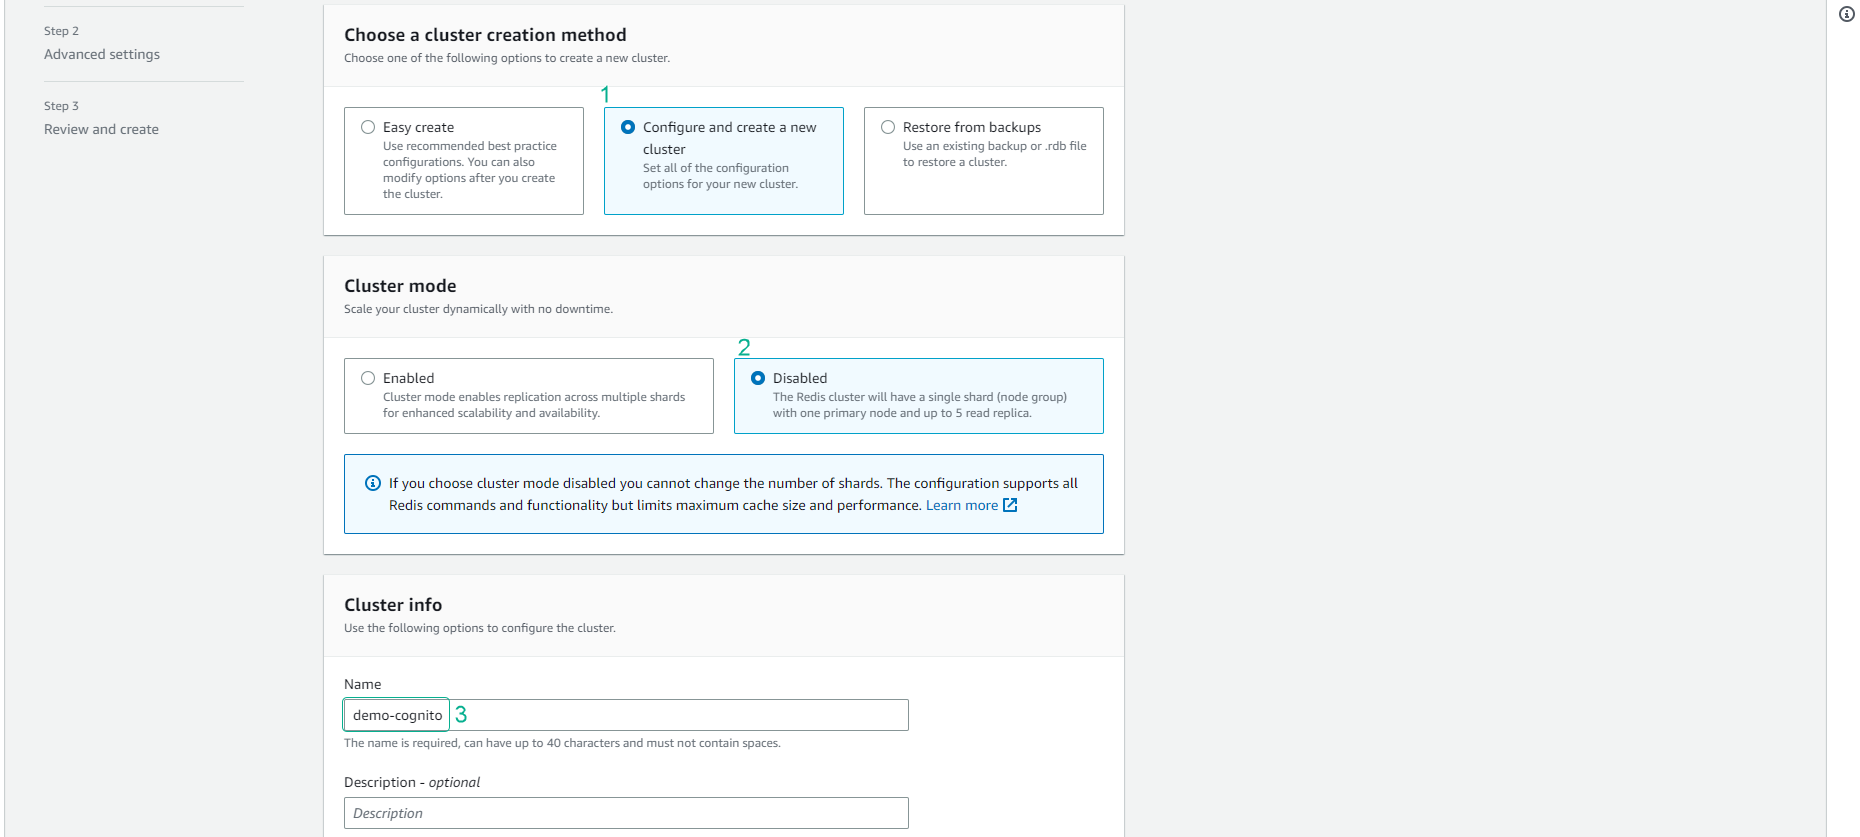 Step 2
Advanced settings
Step 3
Review and create
Choose a cluster creation method
Choose one of the following options to create a new cluster.
1
Easy create
Use recommended best practice
configurations. You can also
modify options after you create
the cluster.
Configure and create a new
cluster
Set all of the configuration
options for your new cluster.
Restore from backups
Use an existing backup or .rdb file
to restore a cluster.
Cluster mode
Scale your cluster dynamically with no downtime.
2
Enabled
Cluster mode enables replication across multiple shards
for enhanced scalability and availability.
Disabled
The Redis cluster will have a single shard (node group)
with one primary node and up to 5 read replica.
If you choose cluster mode disabled you cannot change the number of shards. The configuration supports all
Redis commands and functionality but limits maximum cache size and performance. Learn more
Cluster info
Use the following options to configure the cluster.
Name
demo-cognito 3
The name is required, can have up to 40 characters and must not contain spaces.
Description - optional
Description